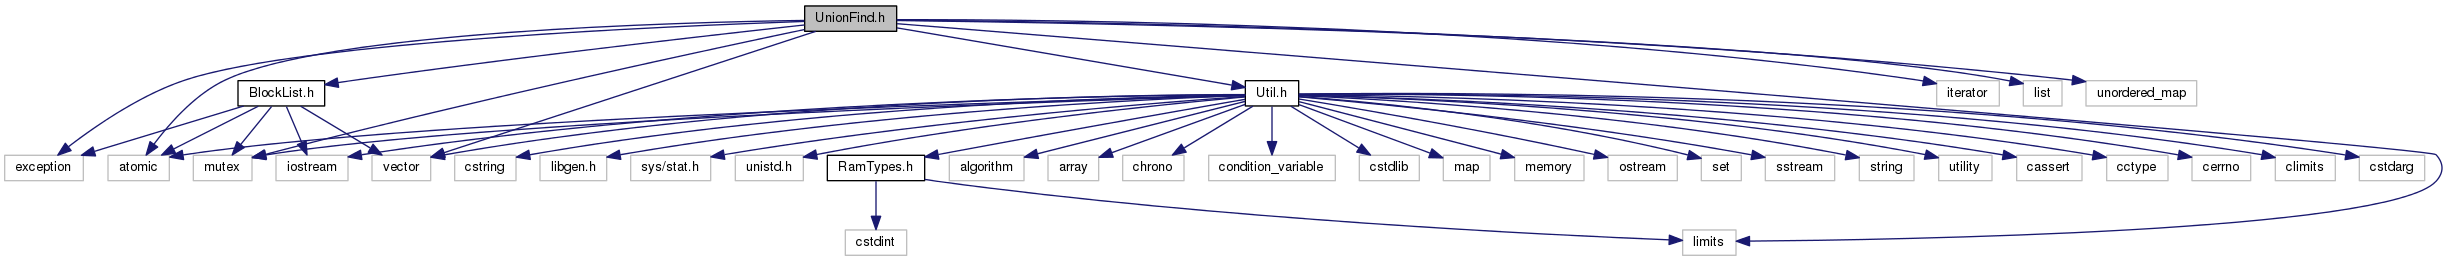 UnionFind.h
BlockList.h
Util.h
iterator
list
unordered_map
exception
atomic
mutex
iostream
vector
cstring
libgen.h
sys/stat.h
unistd.h
RamTypes.h
algorithm
array
chrono
condition_variable
cstdlib
map
memory
ostream
set
sstream
string
utility
cassert
cctype
cerrno
climits
cstdarg
cstdint
limits